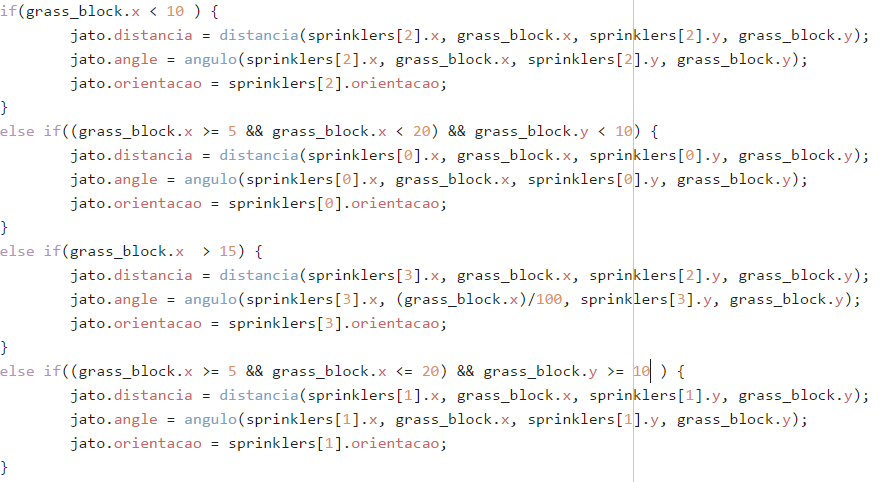 if(grass_block.x < 10 ) {
        jato.distancia = distancia(sprinklers[2].x, grass_block.x, sprinklers[2].y, grass_block.y);
        jato.angle = angulo(sprinklers[2].x, grass_block.x, sprinklers[2].y, grass_block.y);
        jato.orientacao = sprinklers[2].orientacao;
}
else if((grass_block.x >= 5 && grass_block.x < 20) && grass_block.y < 10) {
        jato.distancia = distancia(sprinklers[0].x, grass_block.x, sprinklers[0].y, grass_block.y);
        jato.angle = angulo(sprinklers[0].x, grass_block.x, sprinklers[0].y, grass_block.y);
        jato.orientacao = sprinklers[0].orientacao;
}
else if(grass_block.x  > 15) {
        jato.distancia = distancia(sprinklers[3].x, grass_block.x, sprinklers[2].y, grass_block.y);
        jato.angle = angulo(sprinklers[3].x, (grass_block.x)/100, sprinklers[3].y, grass_block.y);
        jato.orientacao = sprinklers[3].orientacao;
}
else if((grass_block.x >= 5 && grass_block.x <= 20) && grass_block.y >= 10 ) {
        jato.distancia = distancia(sprinklers[1].x, grass_block.x, sprinklers[1].y, grass_block.y);
        jato.angle = angulo(sprinklers[1].x, grass_block.x, sprinklers[1].y, grass_block.y);
        jato.orientacao = sprinklers[1].orientacao;
}